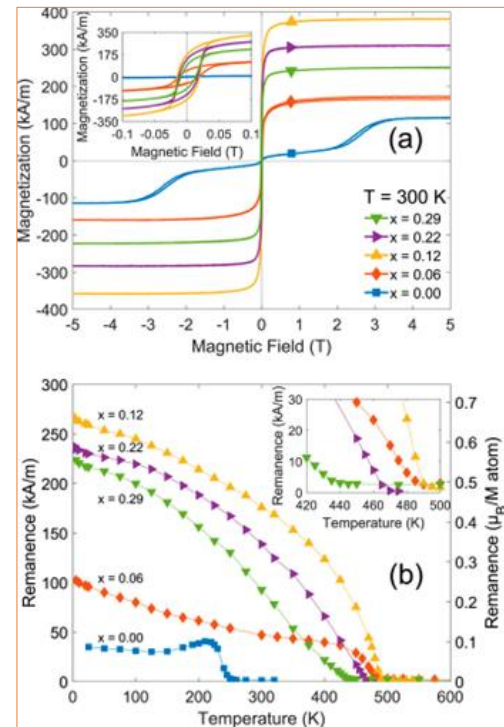 350
175
0
-175
-350
-0.1
-0.05
0
0.05
0.1
Magnetization (kA/m)
Magnetic Field (T)
400
300
200
100
0
-100
-200
-300
-400
Magnetization (kA/m)
(a)
T = 300 K
x = 0.29
x = 0.22
x = 0.12
x = 0.06
x = 0.00
-5
-4
-3
-2
-1
0
1
2
3
4
5
Magnetic Field (T)
300
250
200
150
100
50
0
Remanence (kA/m)
x = 0.12
x = 0.22
x = 0.29
x = 0.06
x = 0.00
30
20
10
0
Remanence (kA/m)
420
440
460
480
500
Temperature (K)
(b)
0.7
0.6
0.5
0.4
0.3
0.2
0.1
0
Remanence (μB/M atom)
0
100
200
300
400
500
600
Temperature (K)